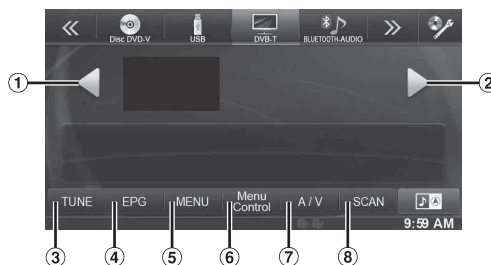 Disc DVD-V USB DVB-T BLUETOOTH-AUDIO
1 2
TUNE EPG MENU Menu Control A / V SCAN
9:59 AM
3 4 5 6 7 8